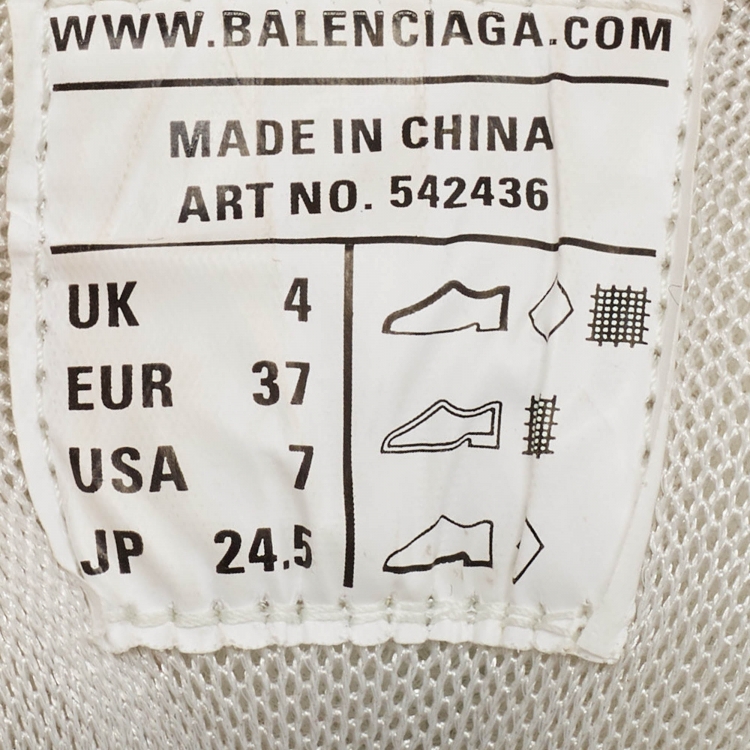 WWW.BALENCIAGA.COM
MADE IN CHINA
ART NO. 542436
UK 4
EUR 37
USA 7
JP 24.5